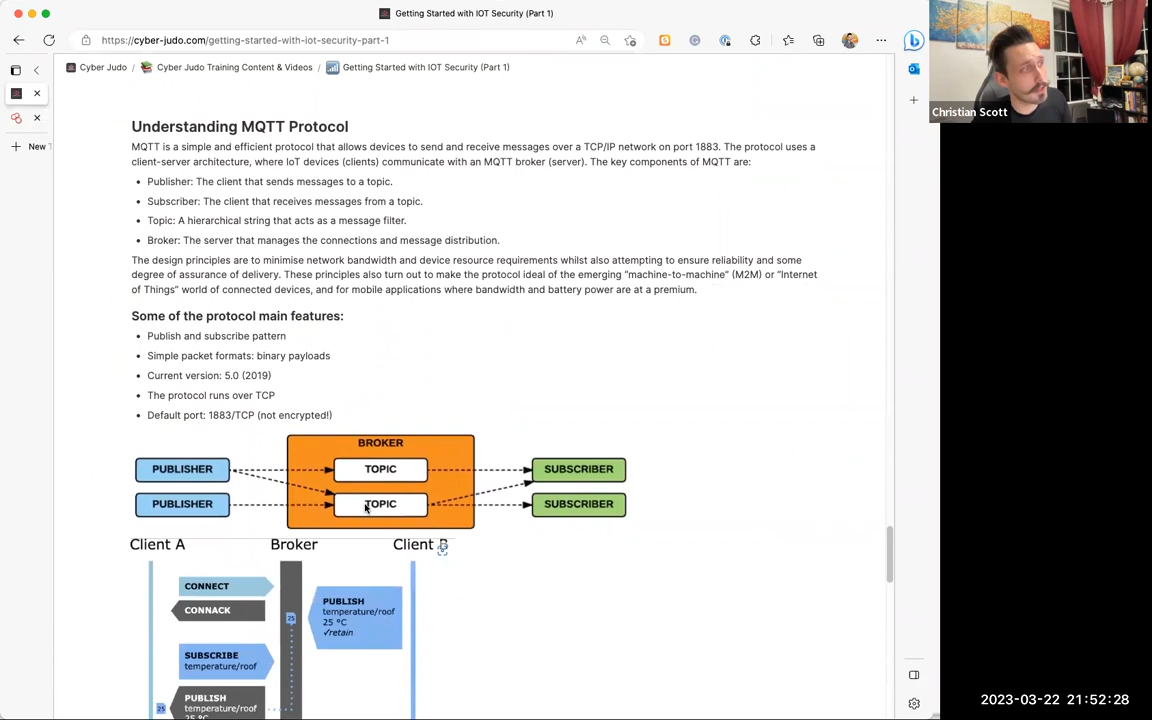 Getting Started with IOT Security (Part 1)
https://cyber-judo.com/getting-started-with-iot-security-part-1
Cyber Judo / Cyber Judo Training Content & Videos / Getting Started with IOT Security (Part 1)
New
Christian Scott
Understanding MQTT Protocol
MQTT is a simple and efficient protocol that allows devices to send and receive messages over a TCP/IP network on port 1883. The protocol uses a
client-server architecture, where IoT devices (clients) communicate with an MQTT broker (server). The key components of MQTT are:
• Publisher: The client that sends messages to a topic.
• Subscriber: The client that receives messages from a topic.
• Topic: A hierarchical string that acts as a message filter.
• Broker: The server that manages the connections and message distribution.
The design principles are to minimise network bandwidth and device resource requirements whilst also attempting to ensure reliability and some
degree of assurance of delivery. These principles also turn out to make the protocol ideal of the emerging "machine-to-machine" (M2M) or "Internet
of Things" world of connected devices, and for mobile applications where bandwidth and battery power are at a premium.
Some of the protocol main features:
• Publish and subscribe pattern
• Simple packet formats: binary payloads
• Current version: 5.0 (2019)
• The protocol runs over TCP
• Default port: 1883/TCP (not encrypted!)
BROKER
PUBLISHER TOPIC SUBSCRIBER
PUBLISHER TOPIC SUBSCRIBER
Client A Broker Client B
CONNECT
CONNACK
PUBLISH
temperature/roof
25 °C
✓retain
25
SUBSCRIBE
temperature/roof
PUBLISH
temperature/roof
25 °C
25
2023-03-22 21:52:28